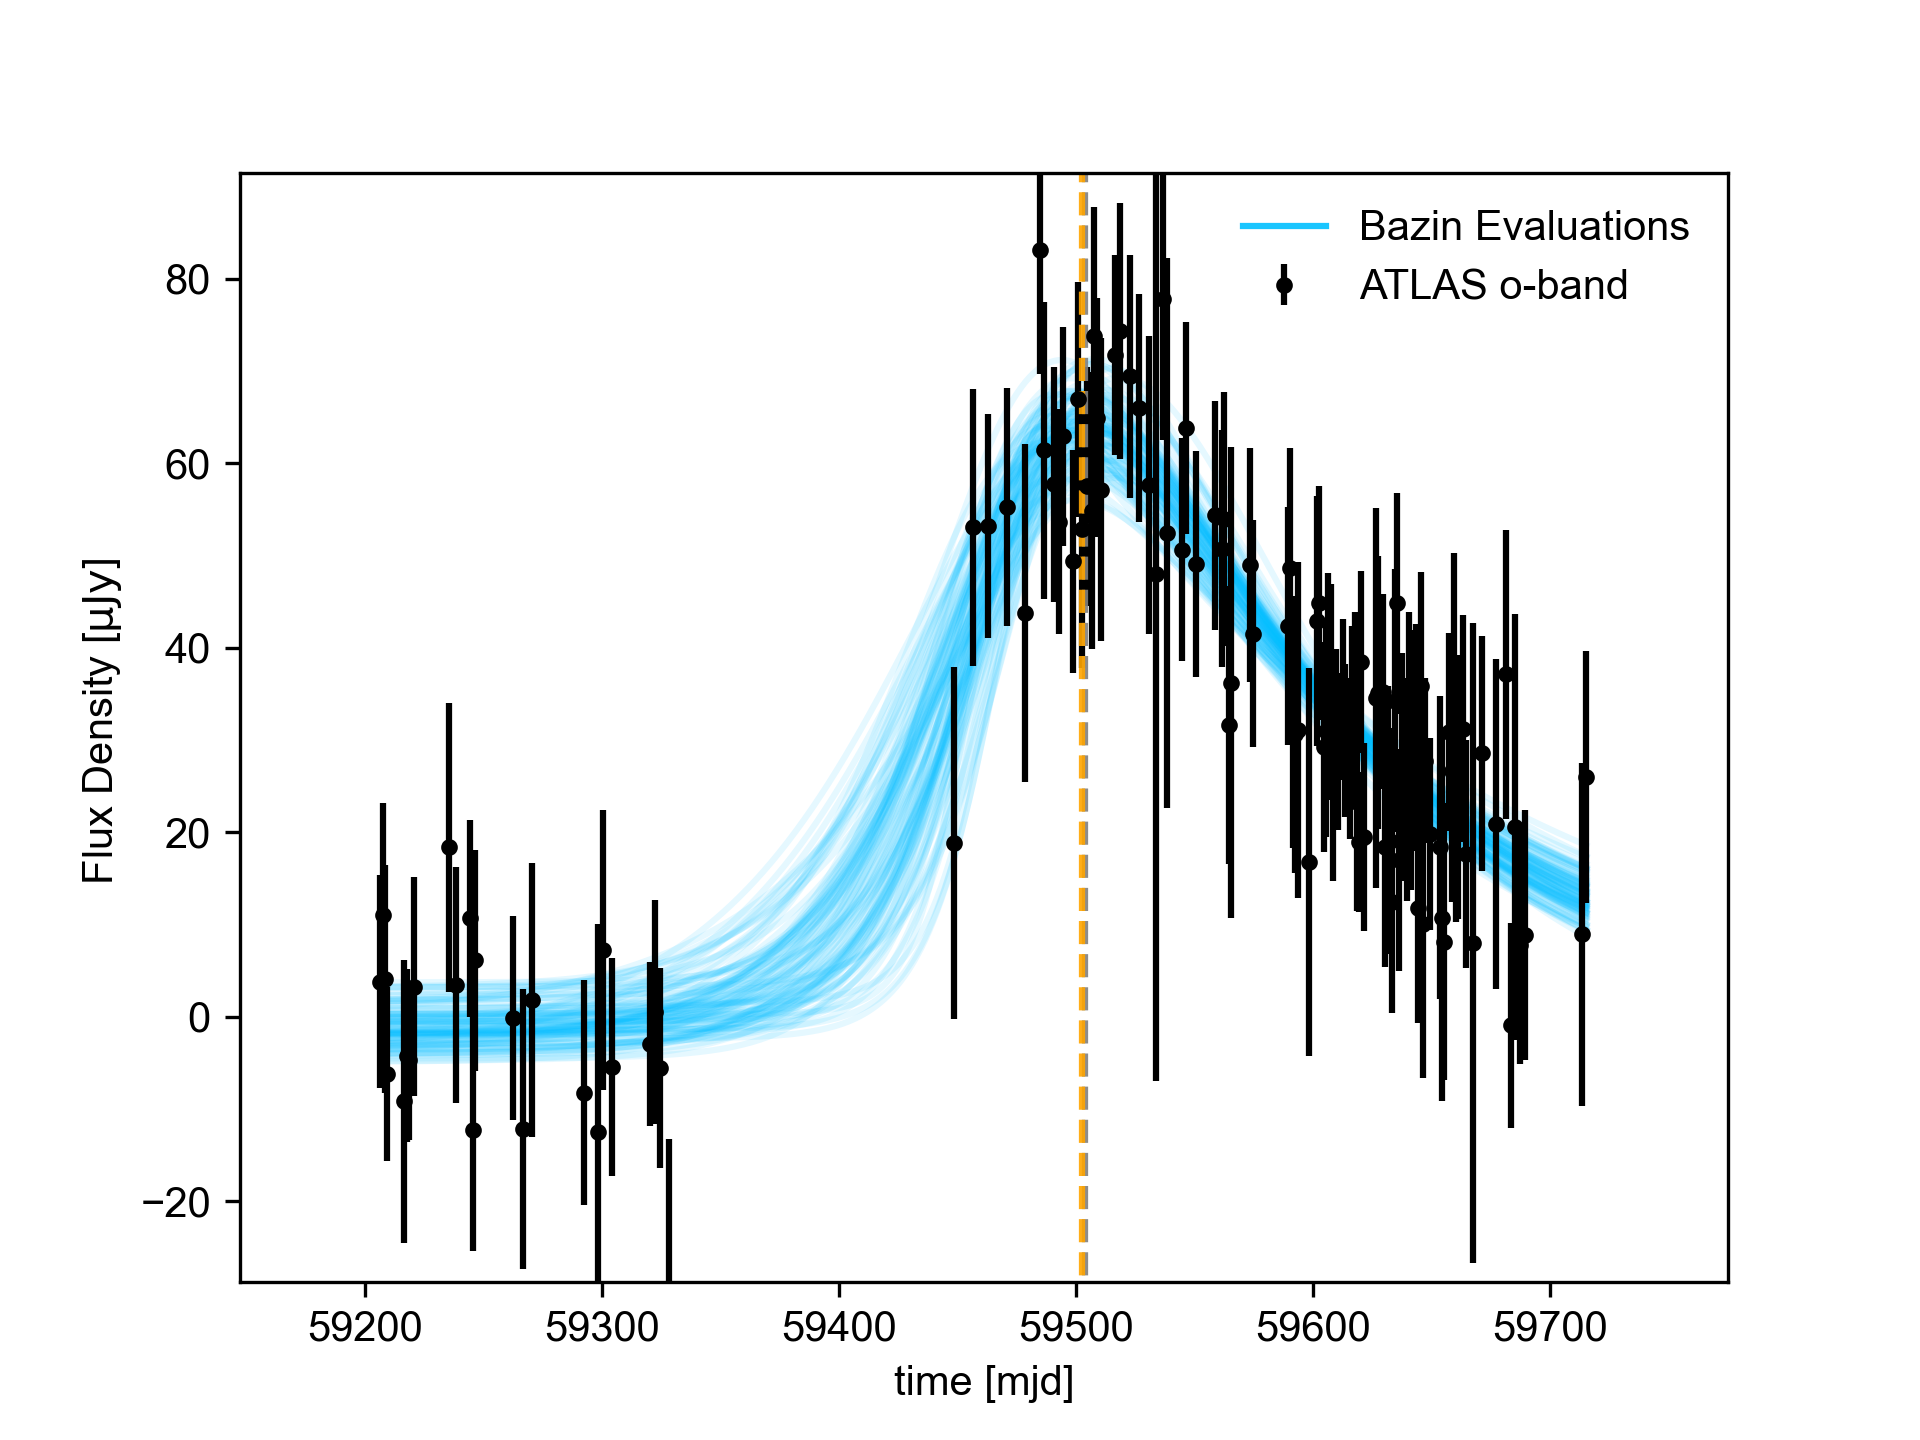 Bazin Evaluations
ATLAS o-band
80
60
40
20
0
−20
Flux Density [µJy]
59200 59300 59400 59500 59600 59700
time [mjd]